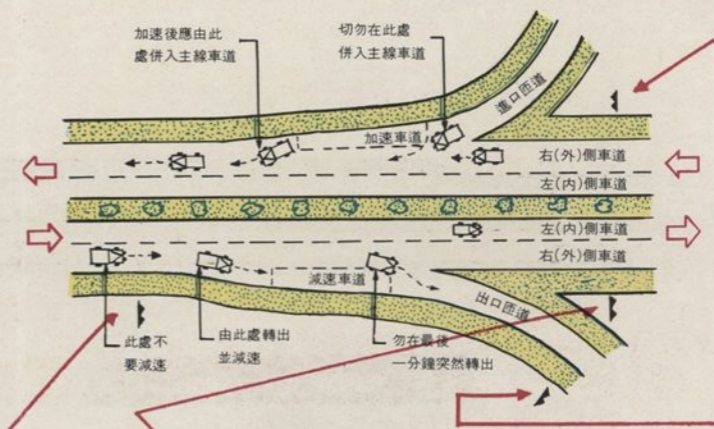 加速後應由此
處併入主線車道
切勿在此處
併入主線車道
進口匝道
加速車道
右(外)側車道
左(內)側車道
左(內)側車道
右(外)側車道
減速車道
出口匝道
此處不
要減速
由此處轉出
並減速
勿在最後
一分鐘突然轉出